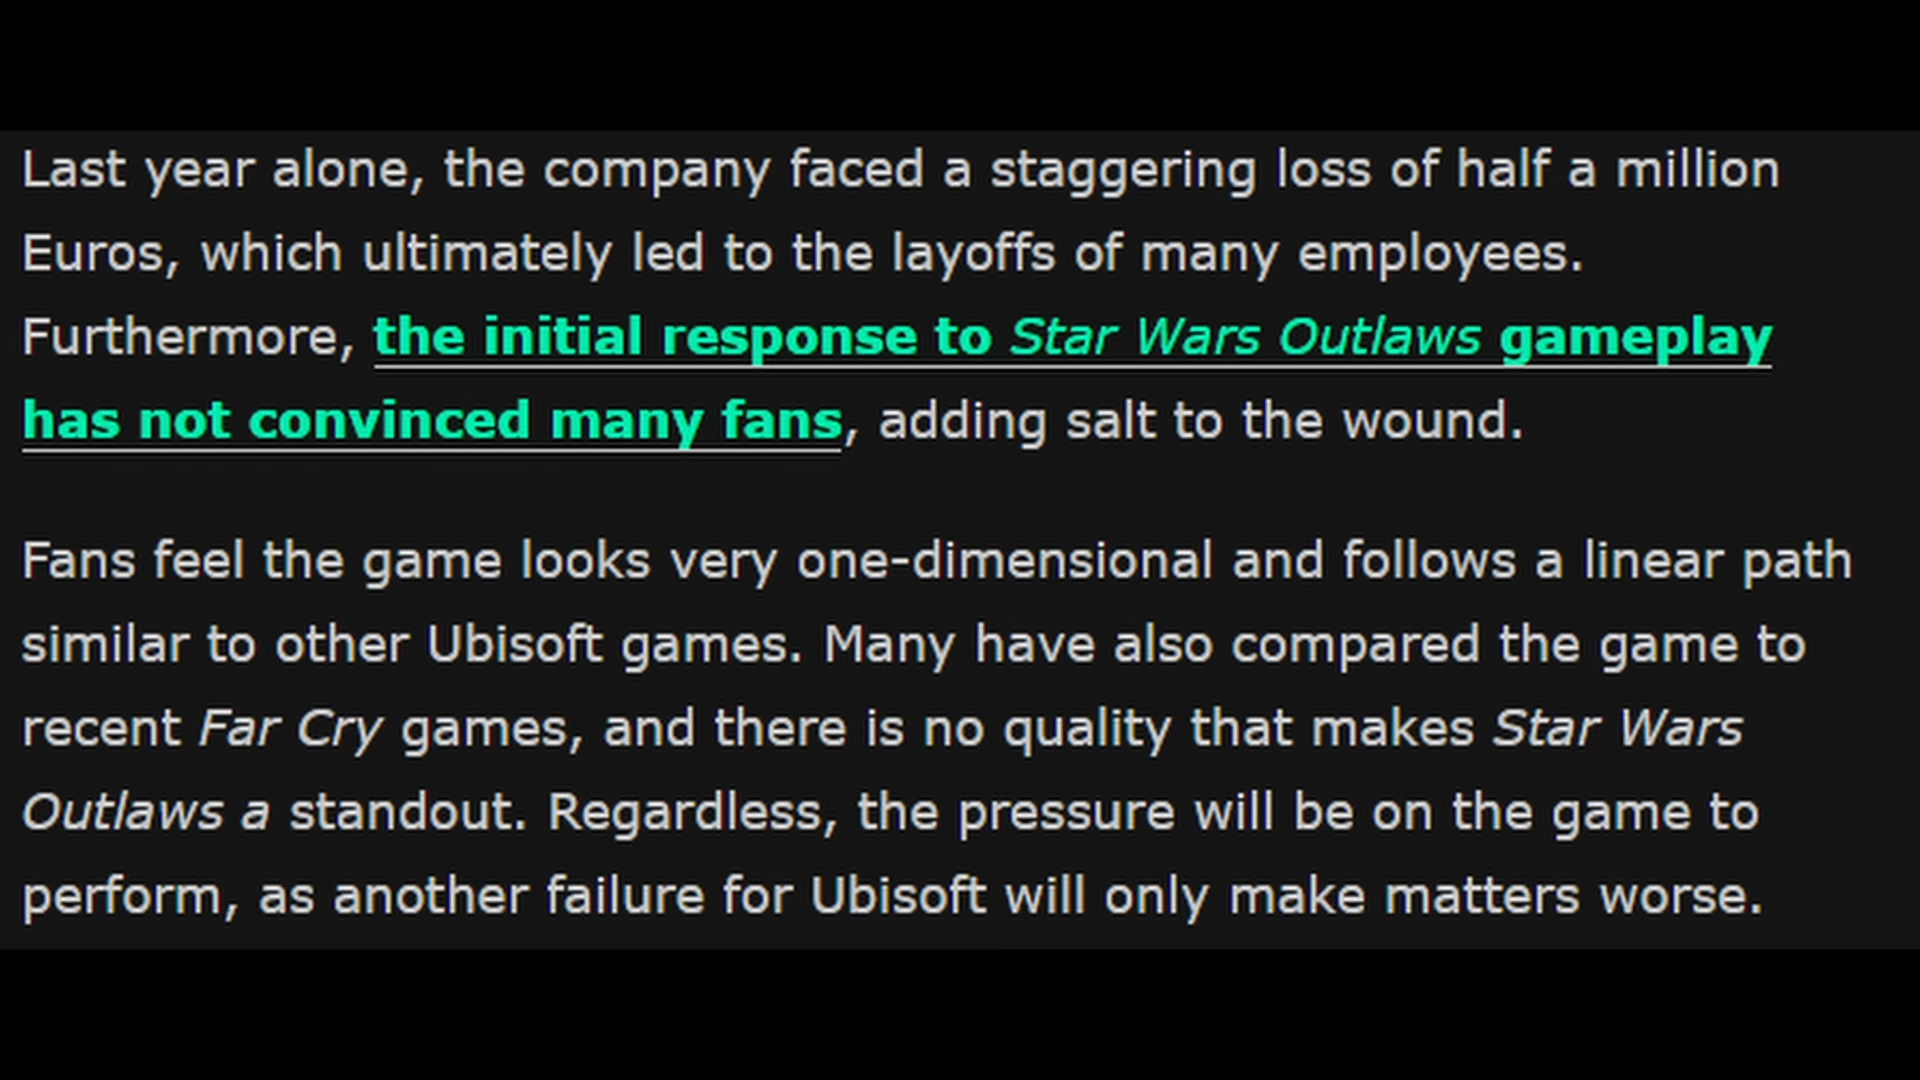 Last year alone, the company faced a staggering loss of half a million
Euros, which ultimately led to the layoffs of many employees.
Furthermore, the initial response to Star Wars Outlaws gameplay
has not convinced many fans, adding salt to the wound.
Fans feel the game looks very one-dimensional and follows a linear path
similar to other Ubisoft games. Many have also compared the game to
recent Far Cry games, and there is no quality that makes Star Wars
Outlaws a standout. Regardless, the pressure will be on the game to
perform, as another failure for Ubisoft will only make matters worse.